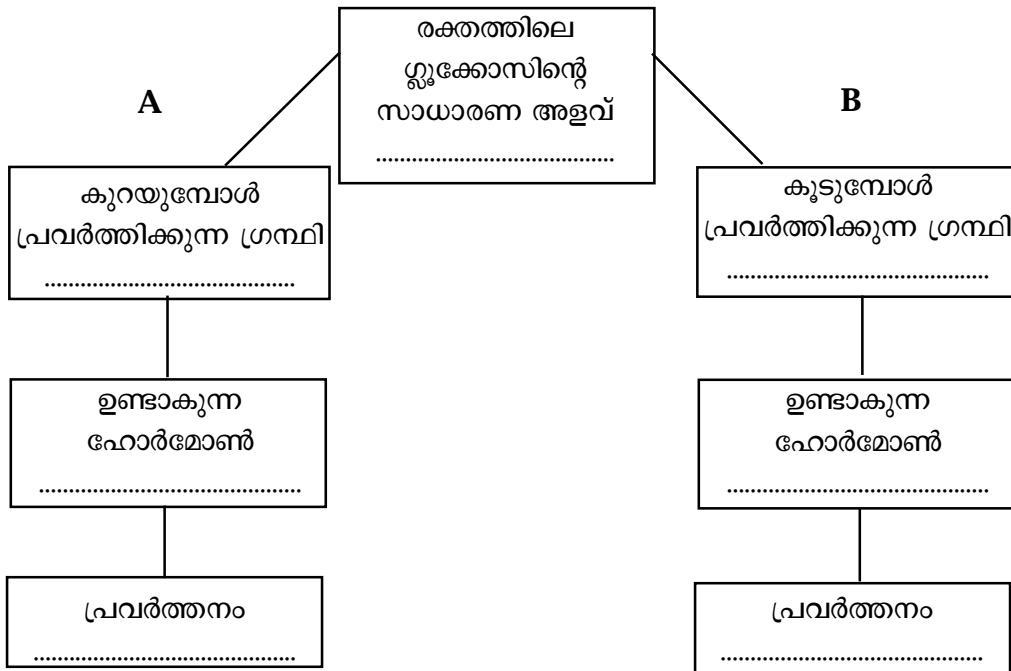 രക്തത്തിലെ
ഗ്ലൂക്കോസിന്റെ
സാധാരണ അളവ്
.......................................
A
B
കുറയുമ്പോൾ
പ്രവർത്തിക്കുന്ന ഗ്രന്ഥി
.........................................
കൂടുമ്പോൾ
പ്രവർത്തിക്കുന്ന ഗ്രന്ഥി
...........................................
ഉണ്ടാകുന്ന
ഹോർമോൺ
...........................................
ഉണ്ടാകുന്ന
ഹോർമോൺ
...........................................
പ്രവർത്തനം
...........................................
പ്രവർത്തനം
...........................................